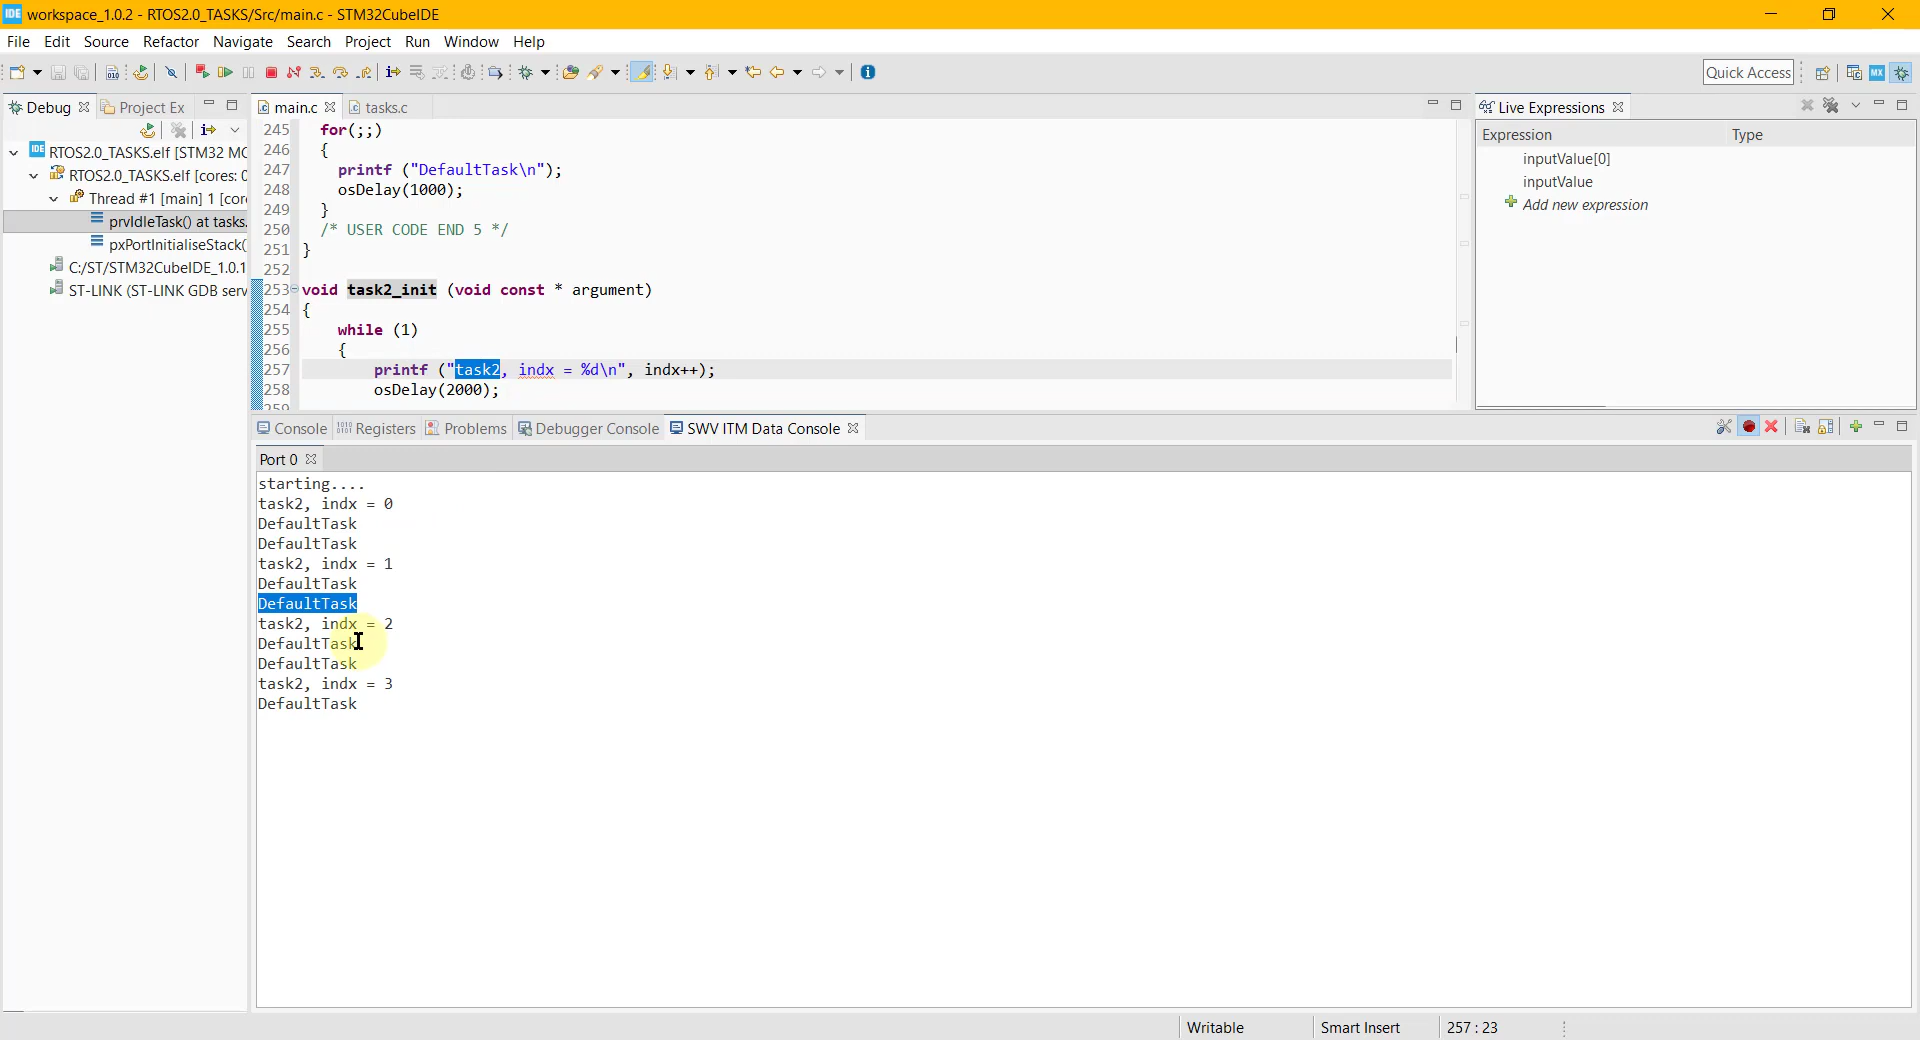 IDE workspace_1.0.2 - RTOS2.0_TASKS/Src/main.c - STM32CubeIDE
File Edit Source Refactor Navigate Search Project Run Window Help
Quick Access
MX
Debug Project Ex
IDE RTOS2.0_TASKS.elf [STM32 MC
RTOS2.0_TASKS.elf [cores: 0
Thread #1 [main] 1 [core
prvIdleTask() at tasks.
pxPortInitialiseStack(
C:/ST/STM32CubeIDE_1.0.1
ST-LINK (ST-LINK GDB serv
main.c tasks.c
245 for(;;)
246 {
247 printf ("DefaultTask\n");
248 osDelay(1000);
249 }
250 /* USER CODE END 5 */
251 }
252
253 void task2_init (void const * argument)
254 {
255 while (1)
256 {
257 printf ("task2, indx = %d\n", indx++);
258 osDelay(2000);
259
Live Expressions
Expression Type
inputValue[0]
inputValue
Add new expression
Console Registers Problems Debugger Console SWV ITM Data Console
Port 0
starting....
task2, indx = 0
DefaultTask
DefaultTask
task2, indx = 1
DefaultTask
DefaultTask
task2, indx = 2
DefaultTask
DefaultTask
task2, indx = 3
DefaultTask
Writable Smart Insert 257 : 23